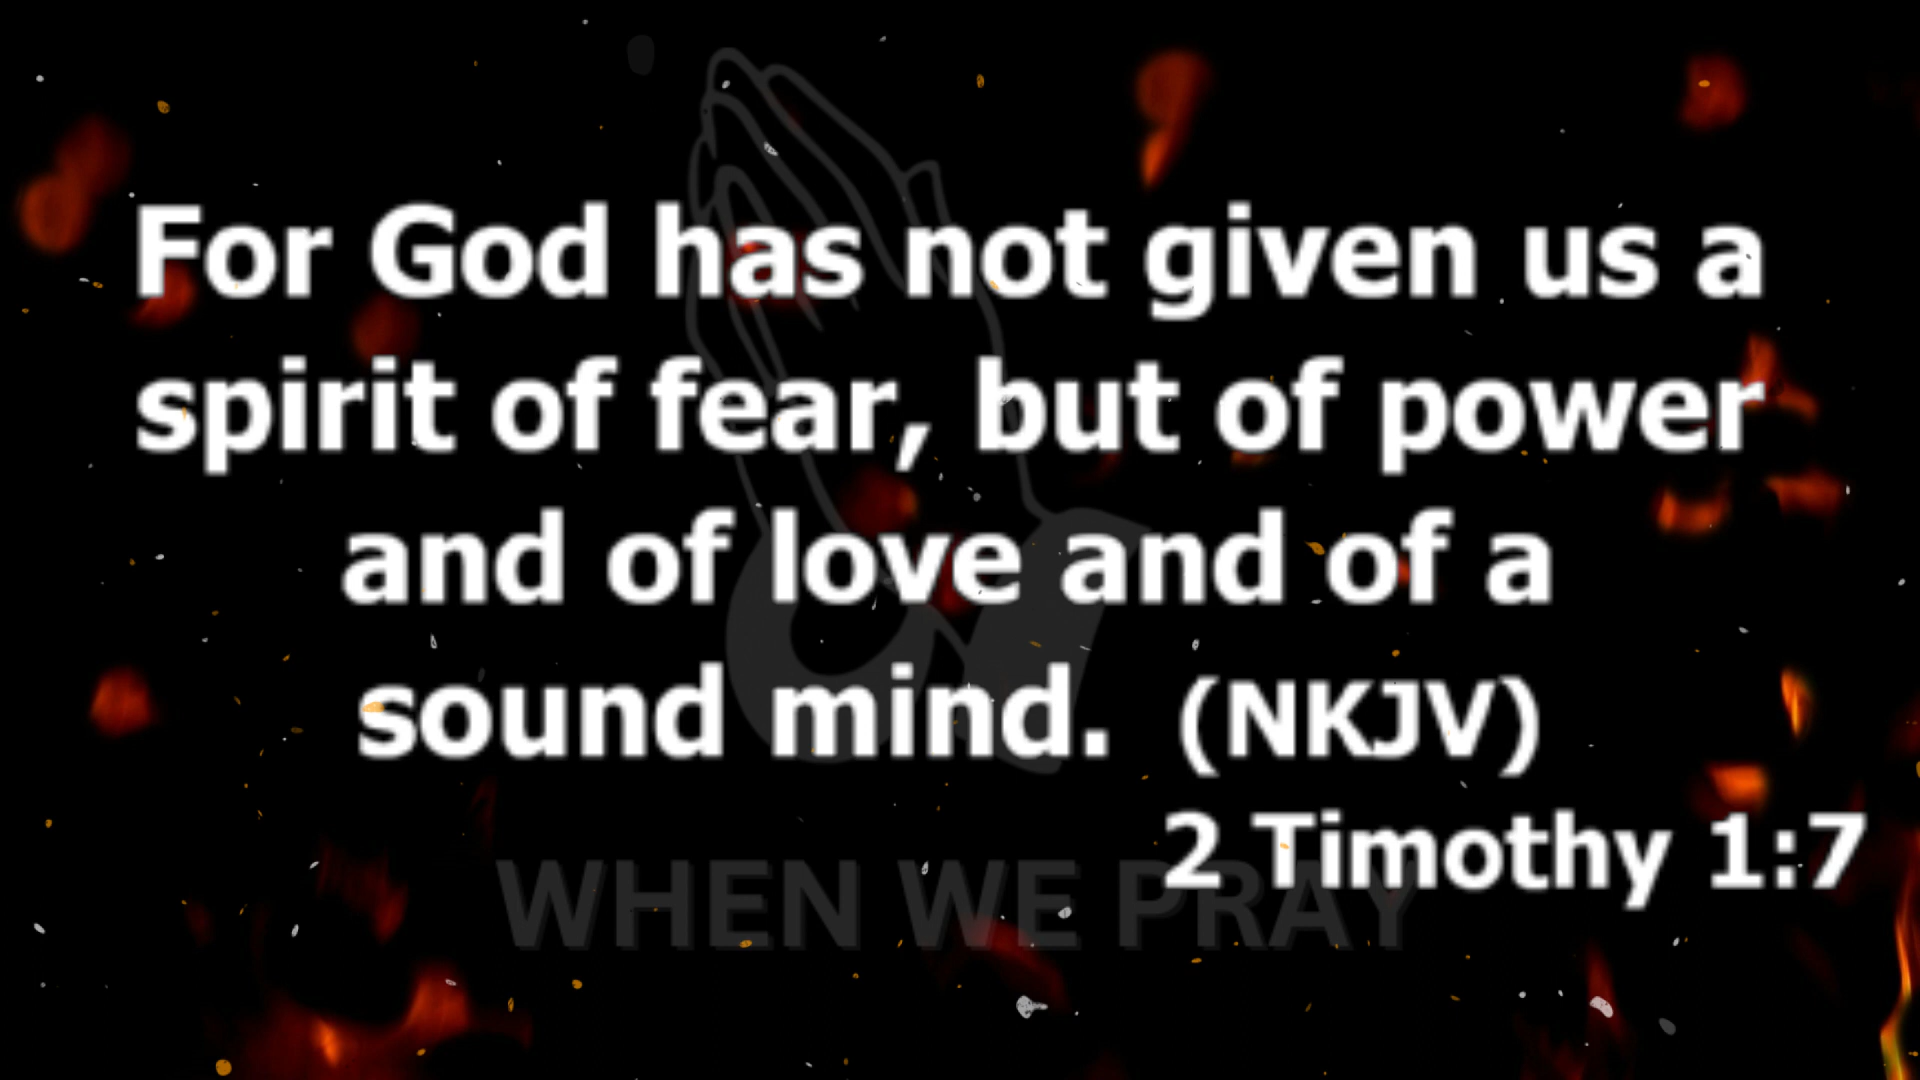 For God has not given us a
spirit of fear, but of power
and of love and of a
sound mind. (NKJV)
2 Timothy 1:7
WHEN WE PRAY